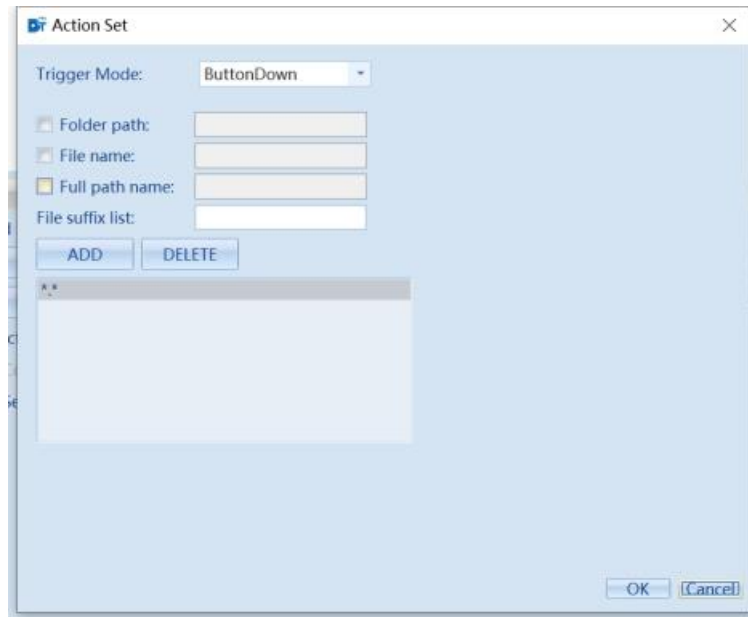 DT Action Set
Trigger Mode: ButtonDown
Folder path:
File name:
Full path name:
File suffix list:
ADD DELETE
*.*
OK Cancel